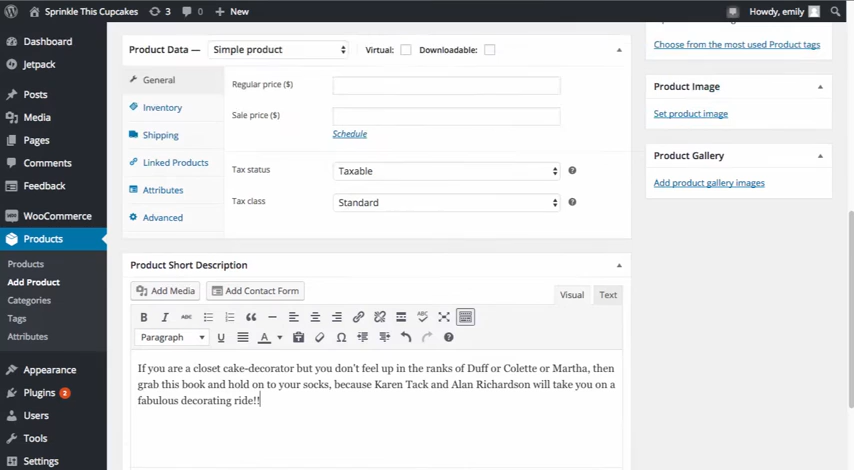 Sprinkle This Cupcakes 3 0 + New Howdy, emily
Dashboard
Jetpack
Posts
Media
Pages
Comments
Feedback
WooCommerce
Products
Products
Add Product
Categories
Tags
Attributes
Appearance
Plugins 2
Users
Tools
Settings
Product Data — Simple product Virtual: Downloadable:
General
Inventory
Shipping
Linked Products
Attributes
Advanced
Regular price ($)
Sale price ($)
Schedule
Tax status Taxable
Tax class Standard
Product Short Description
Add Media Add Contact Form Visual Text
B I ABC ABC
Paragraph U A Ω
If you are a closet cake-decorator but you don't feel up in the ranks of Duff or Colette or Martha, then
grab this book and hold on to your socks, because Karen Tack and Alan Richardson will take you on a
fabulous decorating ride!!
Choose from the most used Product tags
Product Image
Set product image
Product Gallery
Add product gallery images